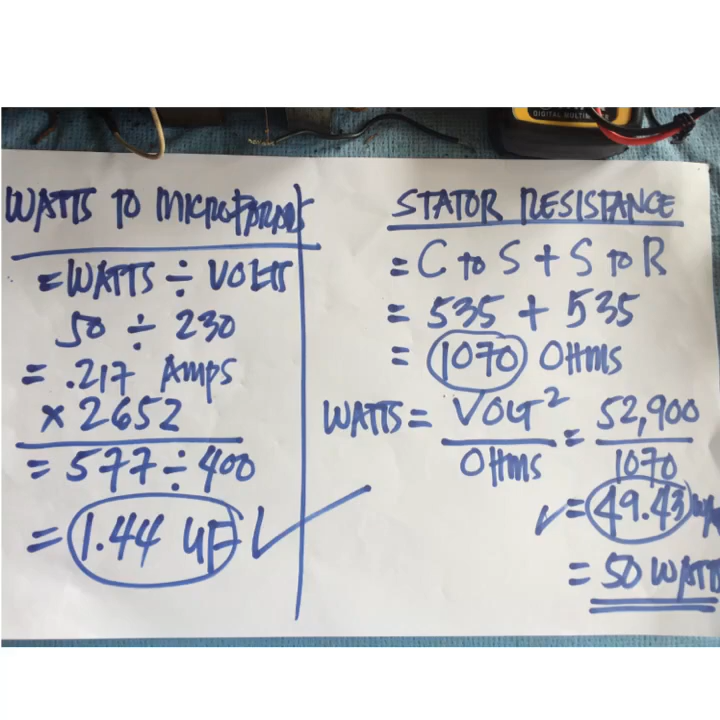 DIGITAL
WATTS TO MICROFARADS
= WATTS ÷ VOLTS
50 ÷ 230
= .217 AMPS
x 2652
= 577 ÷ 400
= 1.44 uF
STATOR RESISTANCE
= C to S + S to R
= 535 + 535
= 1070 OHMS
WATTS = VOLT² / OHMS = 52,900 / 1070
= 49.43
= 50 WATTS